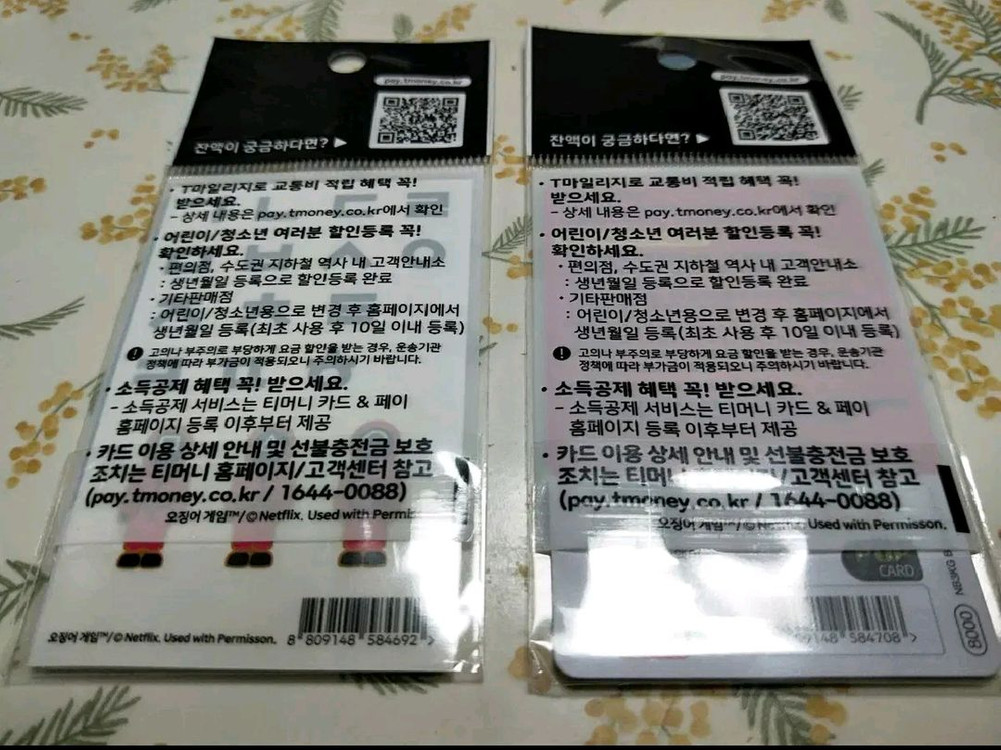 pay.tmoney.co.kr
잔액이 궁금하다면? ▶
• T마일리지로 교통비 적립 혜택 꼭!
받으세요.
- 상세 내용은 pay.tmoney.co.kr에서 확인
• 어린이/청소년 여러분 할인등록 꼭!
확인하세요.
· 편의점, 수도권 지하철 역사 내 고객안내소
: 생년월일 등록으로 할인등록 완료
· 기타판매점
: 어린이/청소년용으로 변경 후 홈페이지에서
생년월일 등록(최초 사용 후 10일 이내 등록)
! 고의나 부주의로 부당하게 요금 할인을 받는 경우, 운송기관
정책에 따라 부가금이 적용되오니 주의하시기 바랍니다.
• 소득공제 혜택 꼭! 받으세요.
- 소득공제 서비스는 티머니 카드 & 페이
홈페이지 등록 이후부터 제공
• 카드 이용 상세 안내 및 선불충전금 보호
조치는 티머니 홈페이지/고객센터 참고
(pay.tmoney.co.kr / 1644-0088)
오징어 게임™/© Netflix. Used with
오징어 게임™/© Netflix. Used with Permisson.
8 809148 584692 >
pay.tmoney.co.kr
잔액이 궁금하다면? ▶
• T마일리지로 교통비 적립 혜택 꼭!
받으세요.
- 상세 내용은 pay.tmoney.co.kr에서 확인
• 어린이/청소년 여러분 할인등록 꼭!
확인하세요.
· 편의점, 수도권 지하철 역사 내 고객안내소
: 생년월일 등록으로 할인등록 완료
· 기타판매점
: 어린이/청소년용으로 변경 후 홈페이지에서
생년월일 등록(최초 사용 후 10일 이내 등록)
! 고의나 부주의로 부당하게 요금 할인을 받는 경우, 운송기관
정책에 따라 부가금이 적용되오니 주의하시기 바랍니다.
• 소득공제 혜택 꼭! 받으세요.
- 소득공제 서비스는 티머니 카드 & 페이
홈페이지 등록 이후부터 제공
• 카드 이용 상세 안내 및 선불충전금 보호
조치는 티머니 홈페이지/고객센터 참고
(pay.tmoney.co.kr / 1644-0088)
오징어 게임™/© Netflix. Used with Permisson.
CARD
NB3KG
584708 >
8000